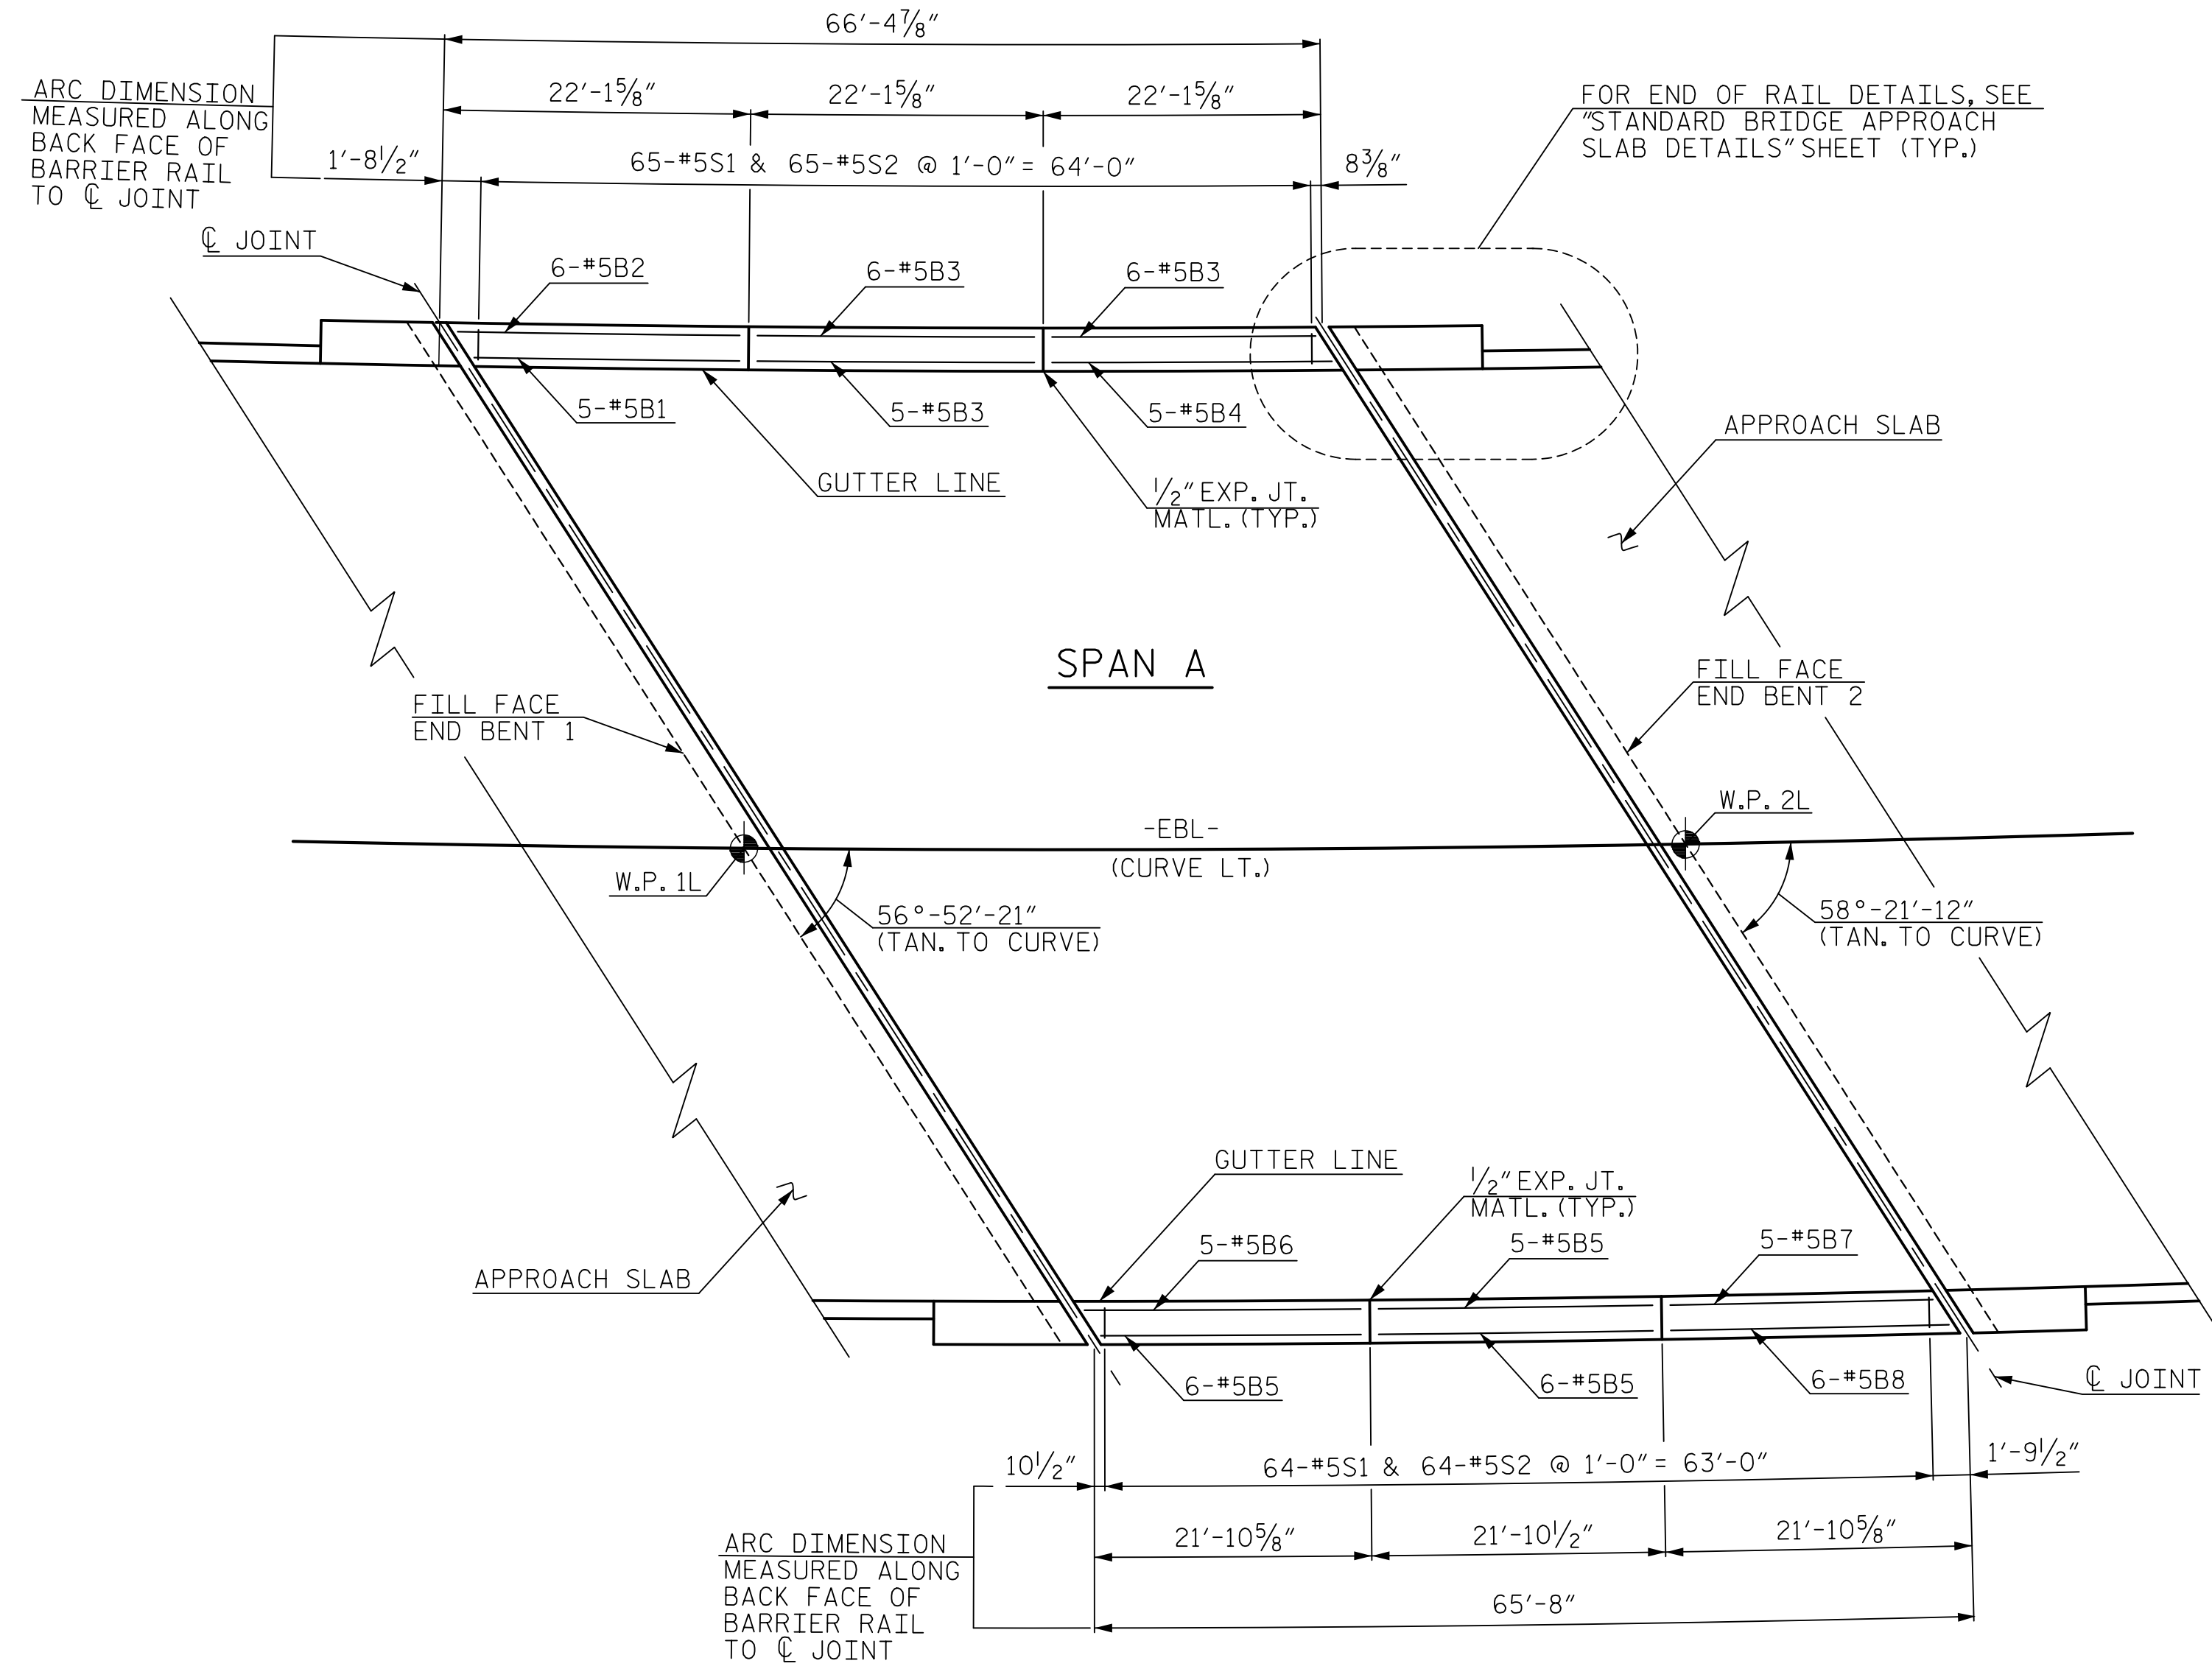 66'-4⅞"
ARC DIMENSION
MEASURED ALONG
BACK FACE OF
BARRIER RAIL
TO ℄ JOINT
22'-1⅝"
22'-1⅝"
22'-1⅝"
FOR END OF RAIL DETAILS, SEE
"STANDARD BRIDGE APPROACH
SLAB DETAILS" SHEET (TYP.)
1'-8½"
65-#5S1 & 65-#5S2 @ 1'-0" = 64'-0"
8⅜"
℄ JOINT
6-#5B2
6-#5B3
6-#5B3
5-#5B1
5-#5B3
5-#5B4
APPROACH SLAB
GUTTER LINE
½" EXP. JT.
MATL. (TYP.)
SPAN A
FILL FACE
END BENT 1
FILL FACE
END BENT 2
W.P. 2L
-EBL-
(CURVE LT.)
W.P. 1L
56°-52'-21"
(TAN. TO CURVE)
58°-21'-12"
(TAN. TO CURVE)
GUTTER LINE
½" EXP. JT.
MATL. (TYP.)
5-#5B6
5-#5B5
5-#5B7
APPROACH SLAB
6-#5B5
6-#5B5
6-#5B8
℄ JOINT
10½"
64-#5S1 & 64-#5S2 @ 1'-0" = 63'-0"
1'-9½"
ARC DIMENSION
MEASURED ALONG
BACK FACE OF
BARRIER RAIL
TO ℄ JOINT
21'-10⅝"
21'-10½"
21'-10⅝"
65'-8"